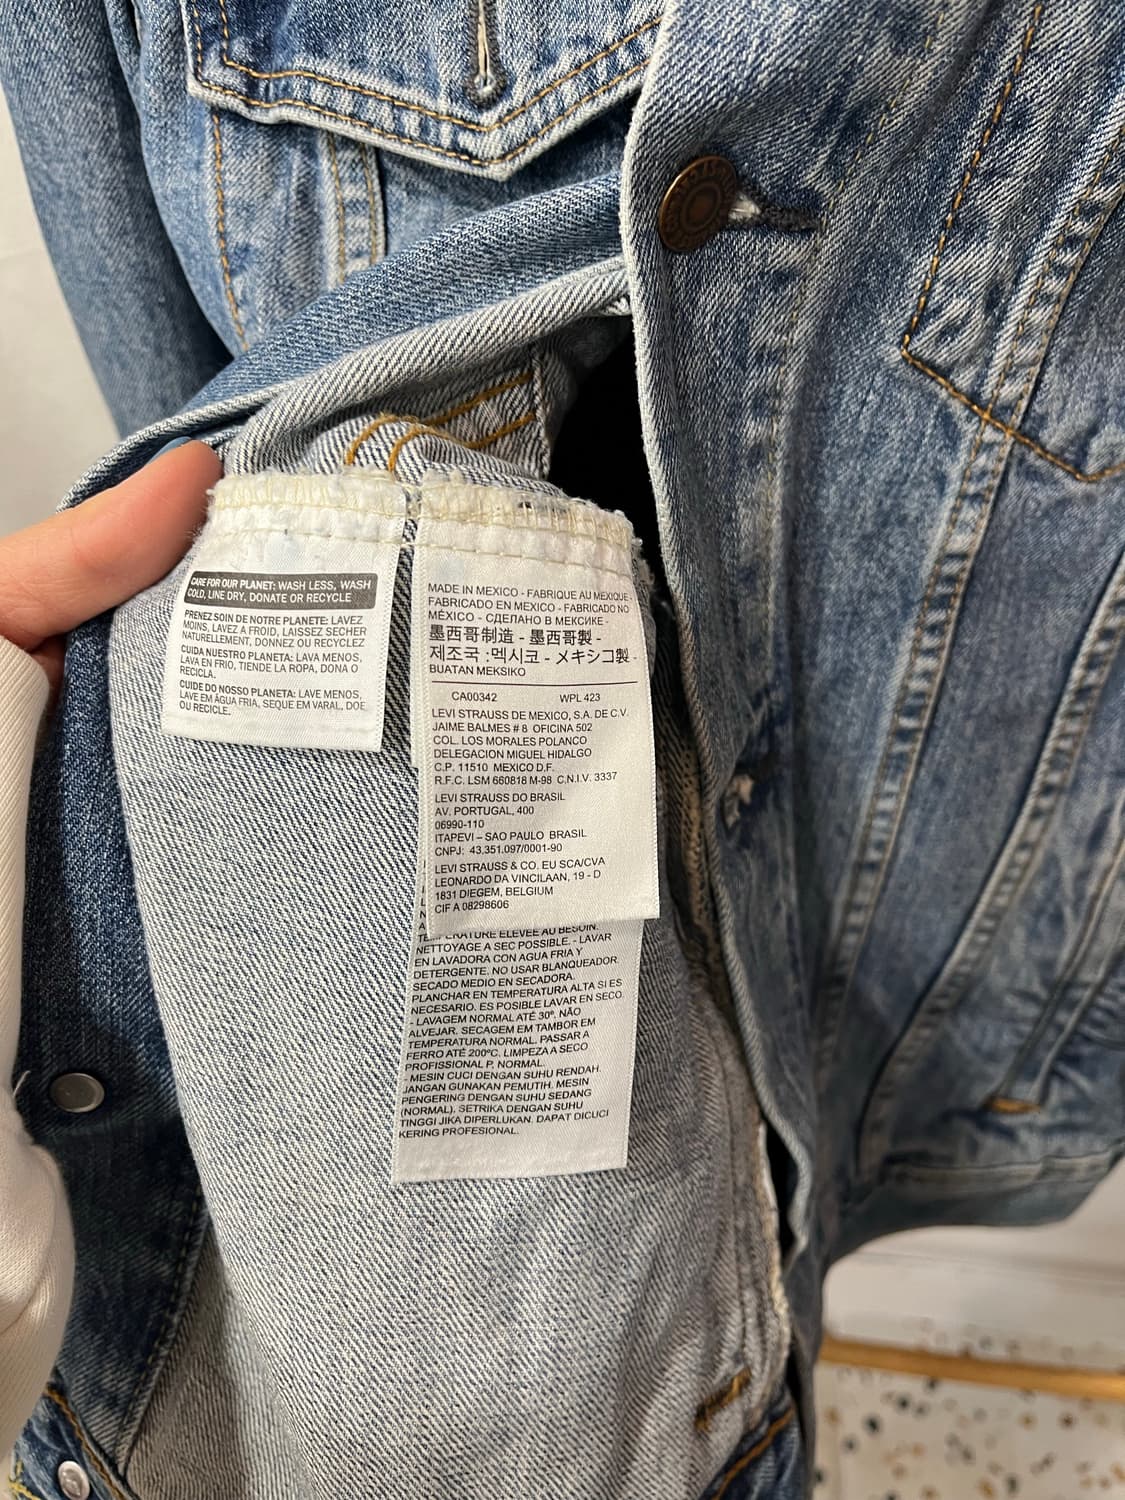 CARE FOR OUR PLANET: WASH LESS, WASH
COLD, LINE DRY, DONATE OR RECYCLE
PRENEZ SOIN DE NOTRE PLANETE: LAVEZ
MOINS, LAVEZ A FROID, LAISSEZ SECHER
NATURELLEMENT, DONNEZ OU RECYCLEZ
CUIDA NUESTRO PLANETA: LAVA MENOS,
LAVA EN FRIO, TIENDE LA ROPA, DONA O
RECICLA.
CUIDE DO NOSSO PLANETA: LAVE MENOS,
LAVE EM ÁGUA FRIA, SEQUE EM VARAL, DOE
OU RECICLE.
MADE IN MEXICO - FABRIQUE AU MEXIQUE
FABRICADO EN MEXICO - FABRICADO NO
MÉXICO - СДЕЛАНО В МЕКСИКЕ -
墨西哥制造 - 墨西哥製 -
제조국 :멕시코 - メキシコ製 -
BUATAN MEKSIKO
CA00342 WPL 423
LEVI STRAUSS DE MEXICO, S.A. DE C.V.
JAIME BALMES # 8 OFICINA 502
COL. LOS MORALES POLANCO
DELEGACION MIGUEL HIDALGO
C.P. 11510 MEXICO D.F.
R.F.C. LSM 660818 M-98 C.N.I.V. 3337
LEVI STRAUSS DO BRASIL
AV. PORTUGAL, 400
06990-110
ITAPEVI – SAO PAULO BRASIL
CNPJ: 43.351.097/0001-90
LEVI STRAUSS & CO. EU SCA/CVA
LEONARDO DA VINCILAAN, 19 - D
1831 DIEGEM, BELGIUM
CIF A 08298606
TEMPERATURE ELEVEE AU BESOIN.
NETTOYAGE A SEC POSSIBLE. - LAVAR
EN LAVADORA CON AGUA FRIA Y
DETERGENTE. NO USAR BLANQUEADOR.
SECADO MEDIO EN SECADORA.
PLANCHAR EN TEMPERATURA ALTA SI ES
NECESARIO. ES POSIBLE LAVAR EN SECO.
- LAVAGEM NORMAL ATÉ 30º. NÃO
ALVEJAR. SECAGEM EM TAMBOR EM
TEMPERATURA NORMAL. PASSAR A
FERRO ATÉ 200ºC. LIMPEZA A SECO
PROFISSIONAL P, NORMAL.
- MESIN CUCI DENGAN SUHU RENDAH.
JANGAN GUNAKAN PEMUTIH. MESIN
PENGERING DENGAN SUHU SEDANG
(NORMAL). SETRIKA DENGAN SUHU
TINGGI JIKA DIPERLUKAN. DAPAT DICUCI
KERING PROFESIONAL.